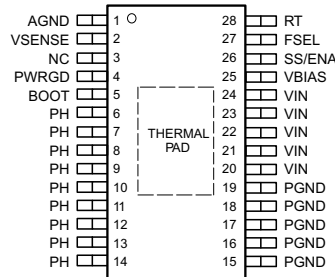 AGND 1 28 RT
VSENSE 2 27 FSEL
NC 3 26 SS/ENA
PWRGD 4 25 VBIAS
BOOT 5 24 VIN
PH 6 23 VIN
PH 7 22 VIN
PH 8 21 VIN
PH 9 20 VIN
PH 10 19 PGND
PH 11 18 PGND
PH 12 17 PGND
PH 13 16 PGND
PH 14 15 PGND
THERMAL
PAD